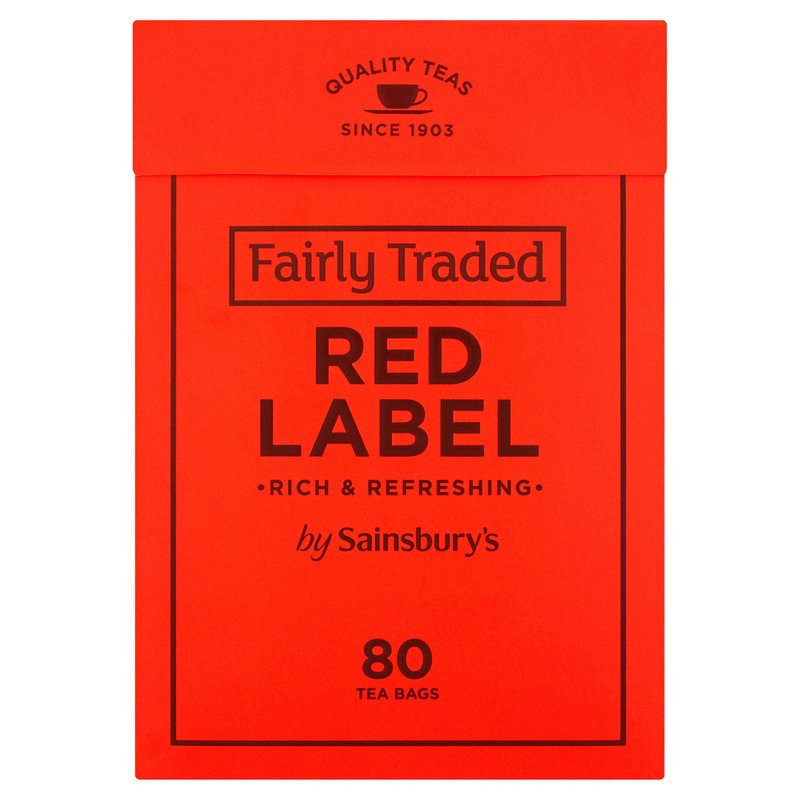 QUALITY TEAS
SINCE 1903
Fairly Traded
RED
LABEL
•RICH & REFRESHING•
by Sainsbury's
80
TEA BAGS